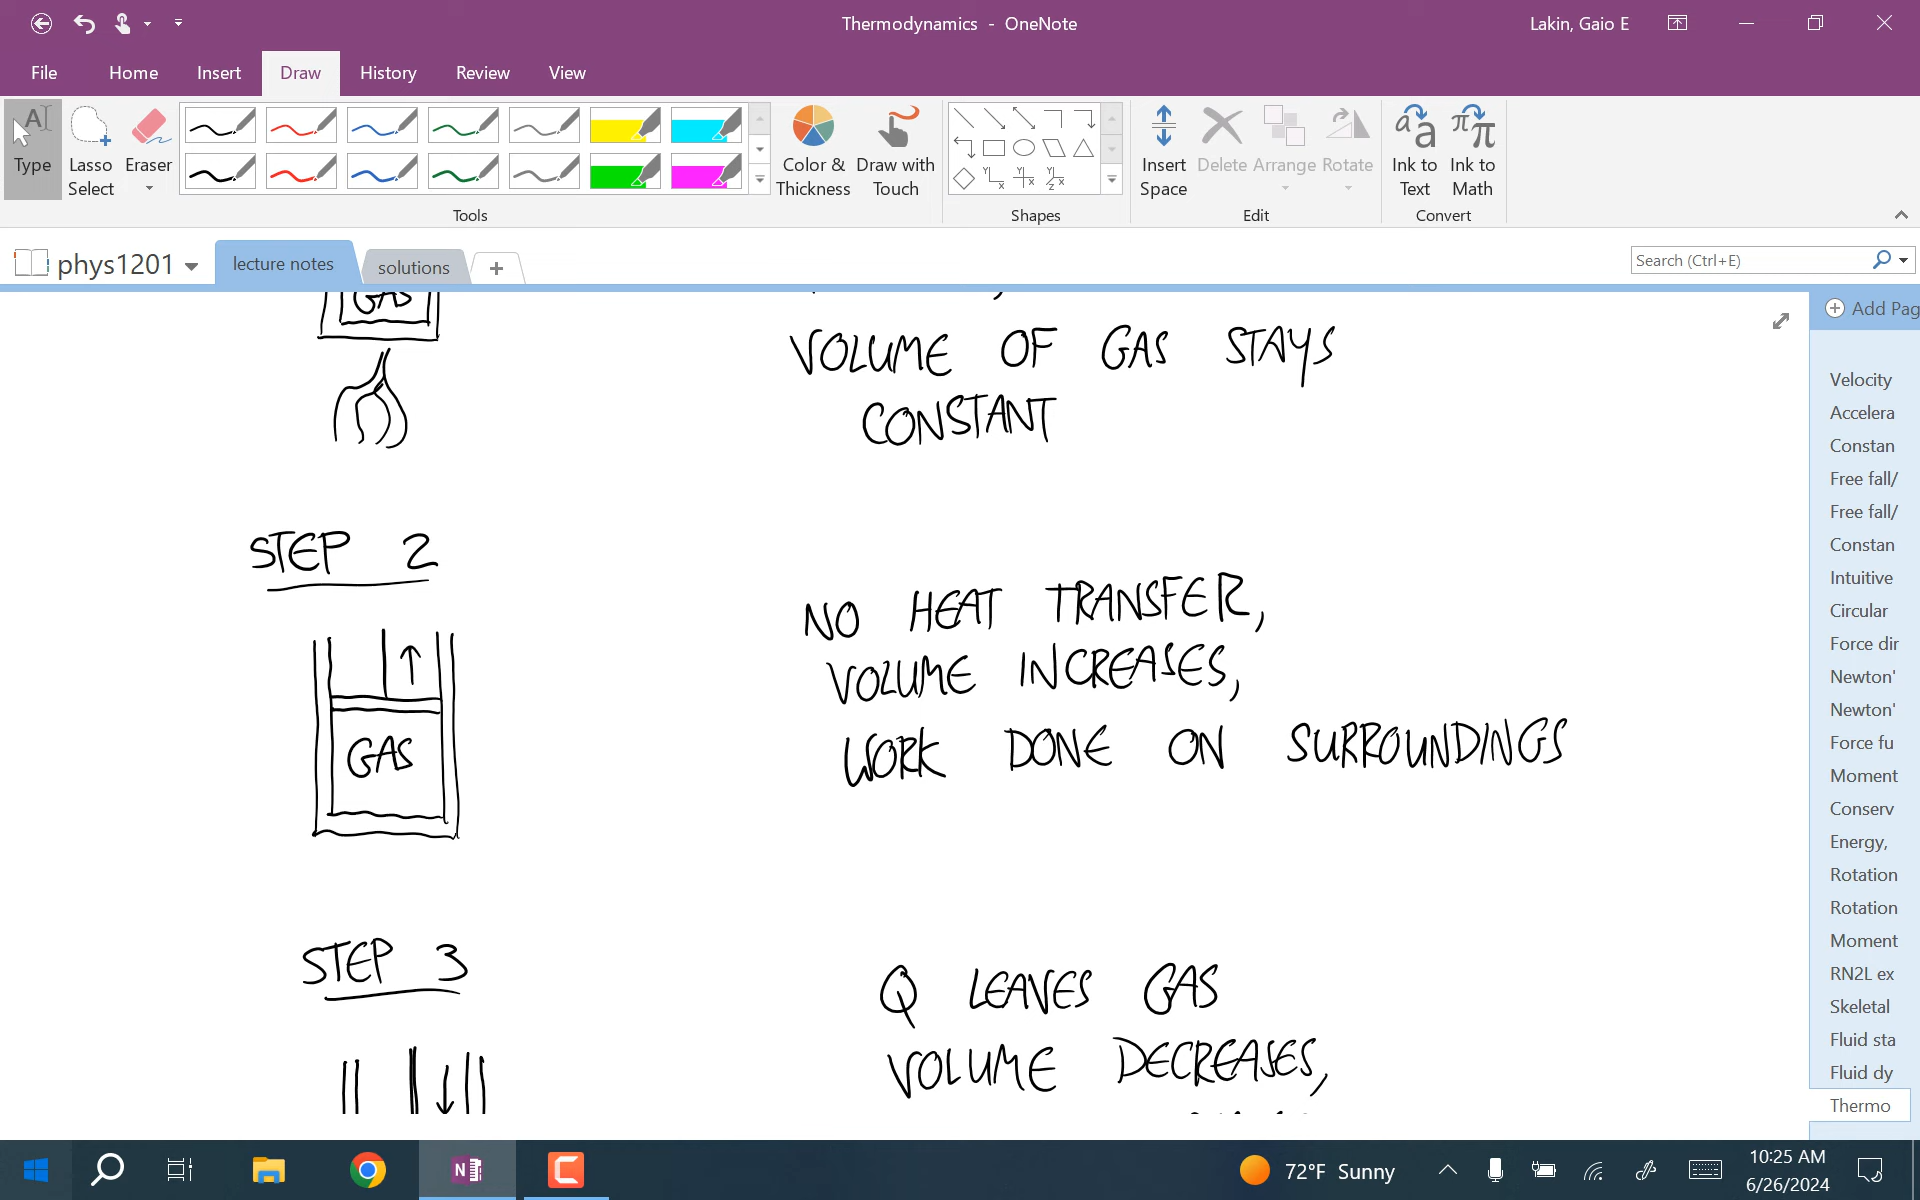 Thermodynamics - OneNote
Lakin, Gaio E
File
Home
Insert
Draw
History
Review
View
Type
Lasso Select
Eraser
Color & Thickness
Draw with Touch
Insert Space
Delete
Arrange
Rotate
Ink to Text
Ink to Math
Tools
Shapes
Edit
Convert
phys1201
lecture notes
solutions
Search (Ctrl+E)
GAS
VOLUME OF GAS STAYS
CONSTANT
STEP 2
NO HEAT TRANSFER,
VOLUME INCREASES,
WORK DONE ON SURROUNDINGS
GAS
STEP 3
Q LEAVES GAS
VOLUME DECREASES,
Add Pag
Velocity
Accelera
Constan
Free fall/
Free fall/
Constan
Intuitive
Circular
Force dir
Newton'
Newton'
Force fu
Moment
Conserv
Energy,
Rotation
Rotation
Moment
RN2L ex
Skeletal
Fluid sta
Fluid dy
Thermo
72°F Sunny
10:25 AM
6/26/2024